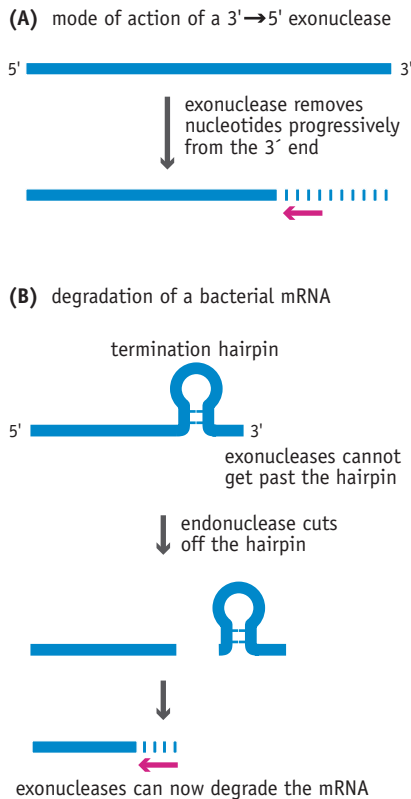 (A) mode of action of a 3'→5' exonuclease
5' 3'
exonuclease removes
nucleotides progressively
from the 3´ end
(B) degradation of a bacterial mRNA
termination hairpin
5' 3'
exonucleases cannot
get past the hairpin
endonuclease cuts
off the hairpin
exonucleases can now degrade the mRNA